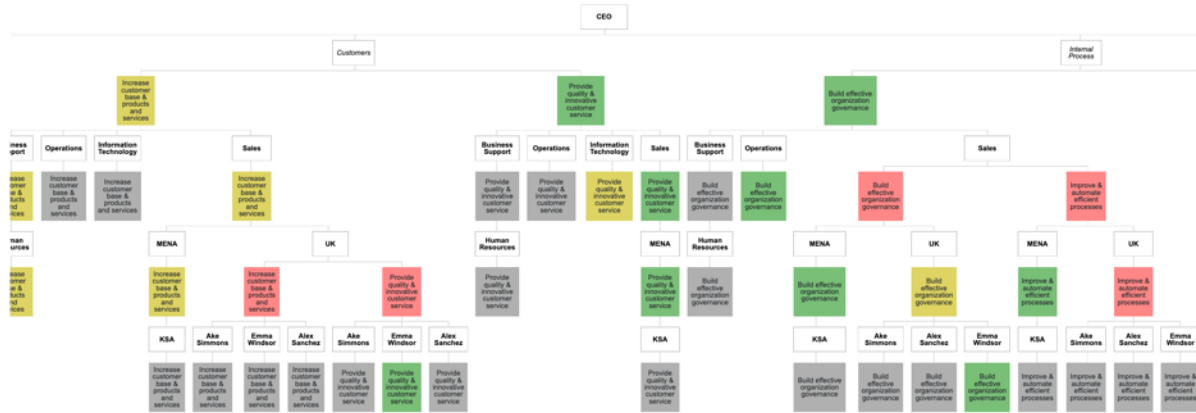 CEO
Customers
Internal
Process
Increase
customer
base &
products
and
services
Provide
quality &
innovative
customer
service
Build effective
organization
governance
Operations
Information
Technology
Sales
Business
Support
Operations
Information
Technology
Sales
Business
Support
Operations
Sales
Increase
customer
base &
products
and services
Increase
customer
base &
products
and services
Increase
customer
base &
products
and
services
Provide
quality &
innovative
customer
service
Provide
quality &
innovative
customer
service
Provide
quality &
innovative
customer
service
Provide
quality &
innovative
customer
service
Build
effective
organization
governance
Build
effective
organization
governance
Build
effective
organization
governance
Improve &
automate
efficient
processes
MENA
UK
Human
Resources
MENA
Human
Resources
MENA
UK
MENA
UK
Increase
customer
base &
products
and
services
Increase
customer
base &
products
and
services
Provide
quality &
innovative
customer
service
Provide
quality &
innovative
customer
service
Provide
quality &
innovative
customer
service
Build
effective
organization
governance
Build effective
organization
governance
Build
effective
organization
governance
Improve &
automate
efficient
processes
Improve &
automate
efficient
processes
KSA
Ake
Simmons
Emma
Windsor
Alex
Sanchez
Ake
Simmons
Emma
Windsor
Alex
Sanchez
KSA
KSA
Ake
Simmons
Alex
Sanchez
Emma
Windsor
KSA
Ake
Simmons
Alex
Sanchez
Emma
Windsor
Increase
customer
base &
products
and
services
Increase
customer
base &
products
and services
Increase
customer
base &
products
and services
Increase
customer
base &
products
and services
Provide
quality &
innovative
customer
service
Provide
quality &
innovative
customer
service
Provide
quality &
innovative
customer
service
Provide
quality &
innovative
customer
service
Build effective
organization
governance
Build
effective
organization
governance
Build
effective
organization
governance
Build
effective
organization
governance
Improve &
automate
efficient
processes
Improve &
automate
efficient
processes
Improve &
automate
efficient
processes
Improve &
automate
efficient
processes